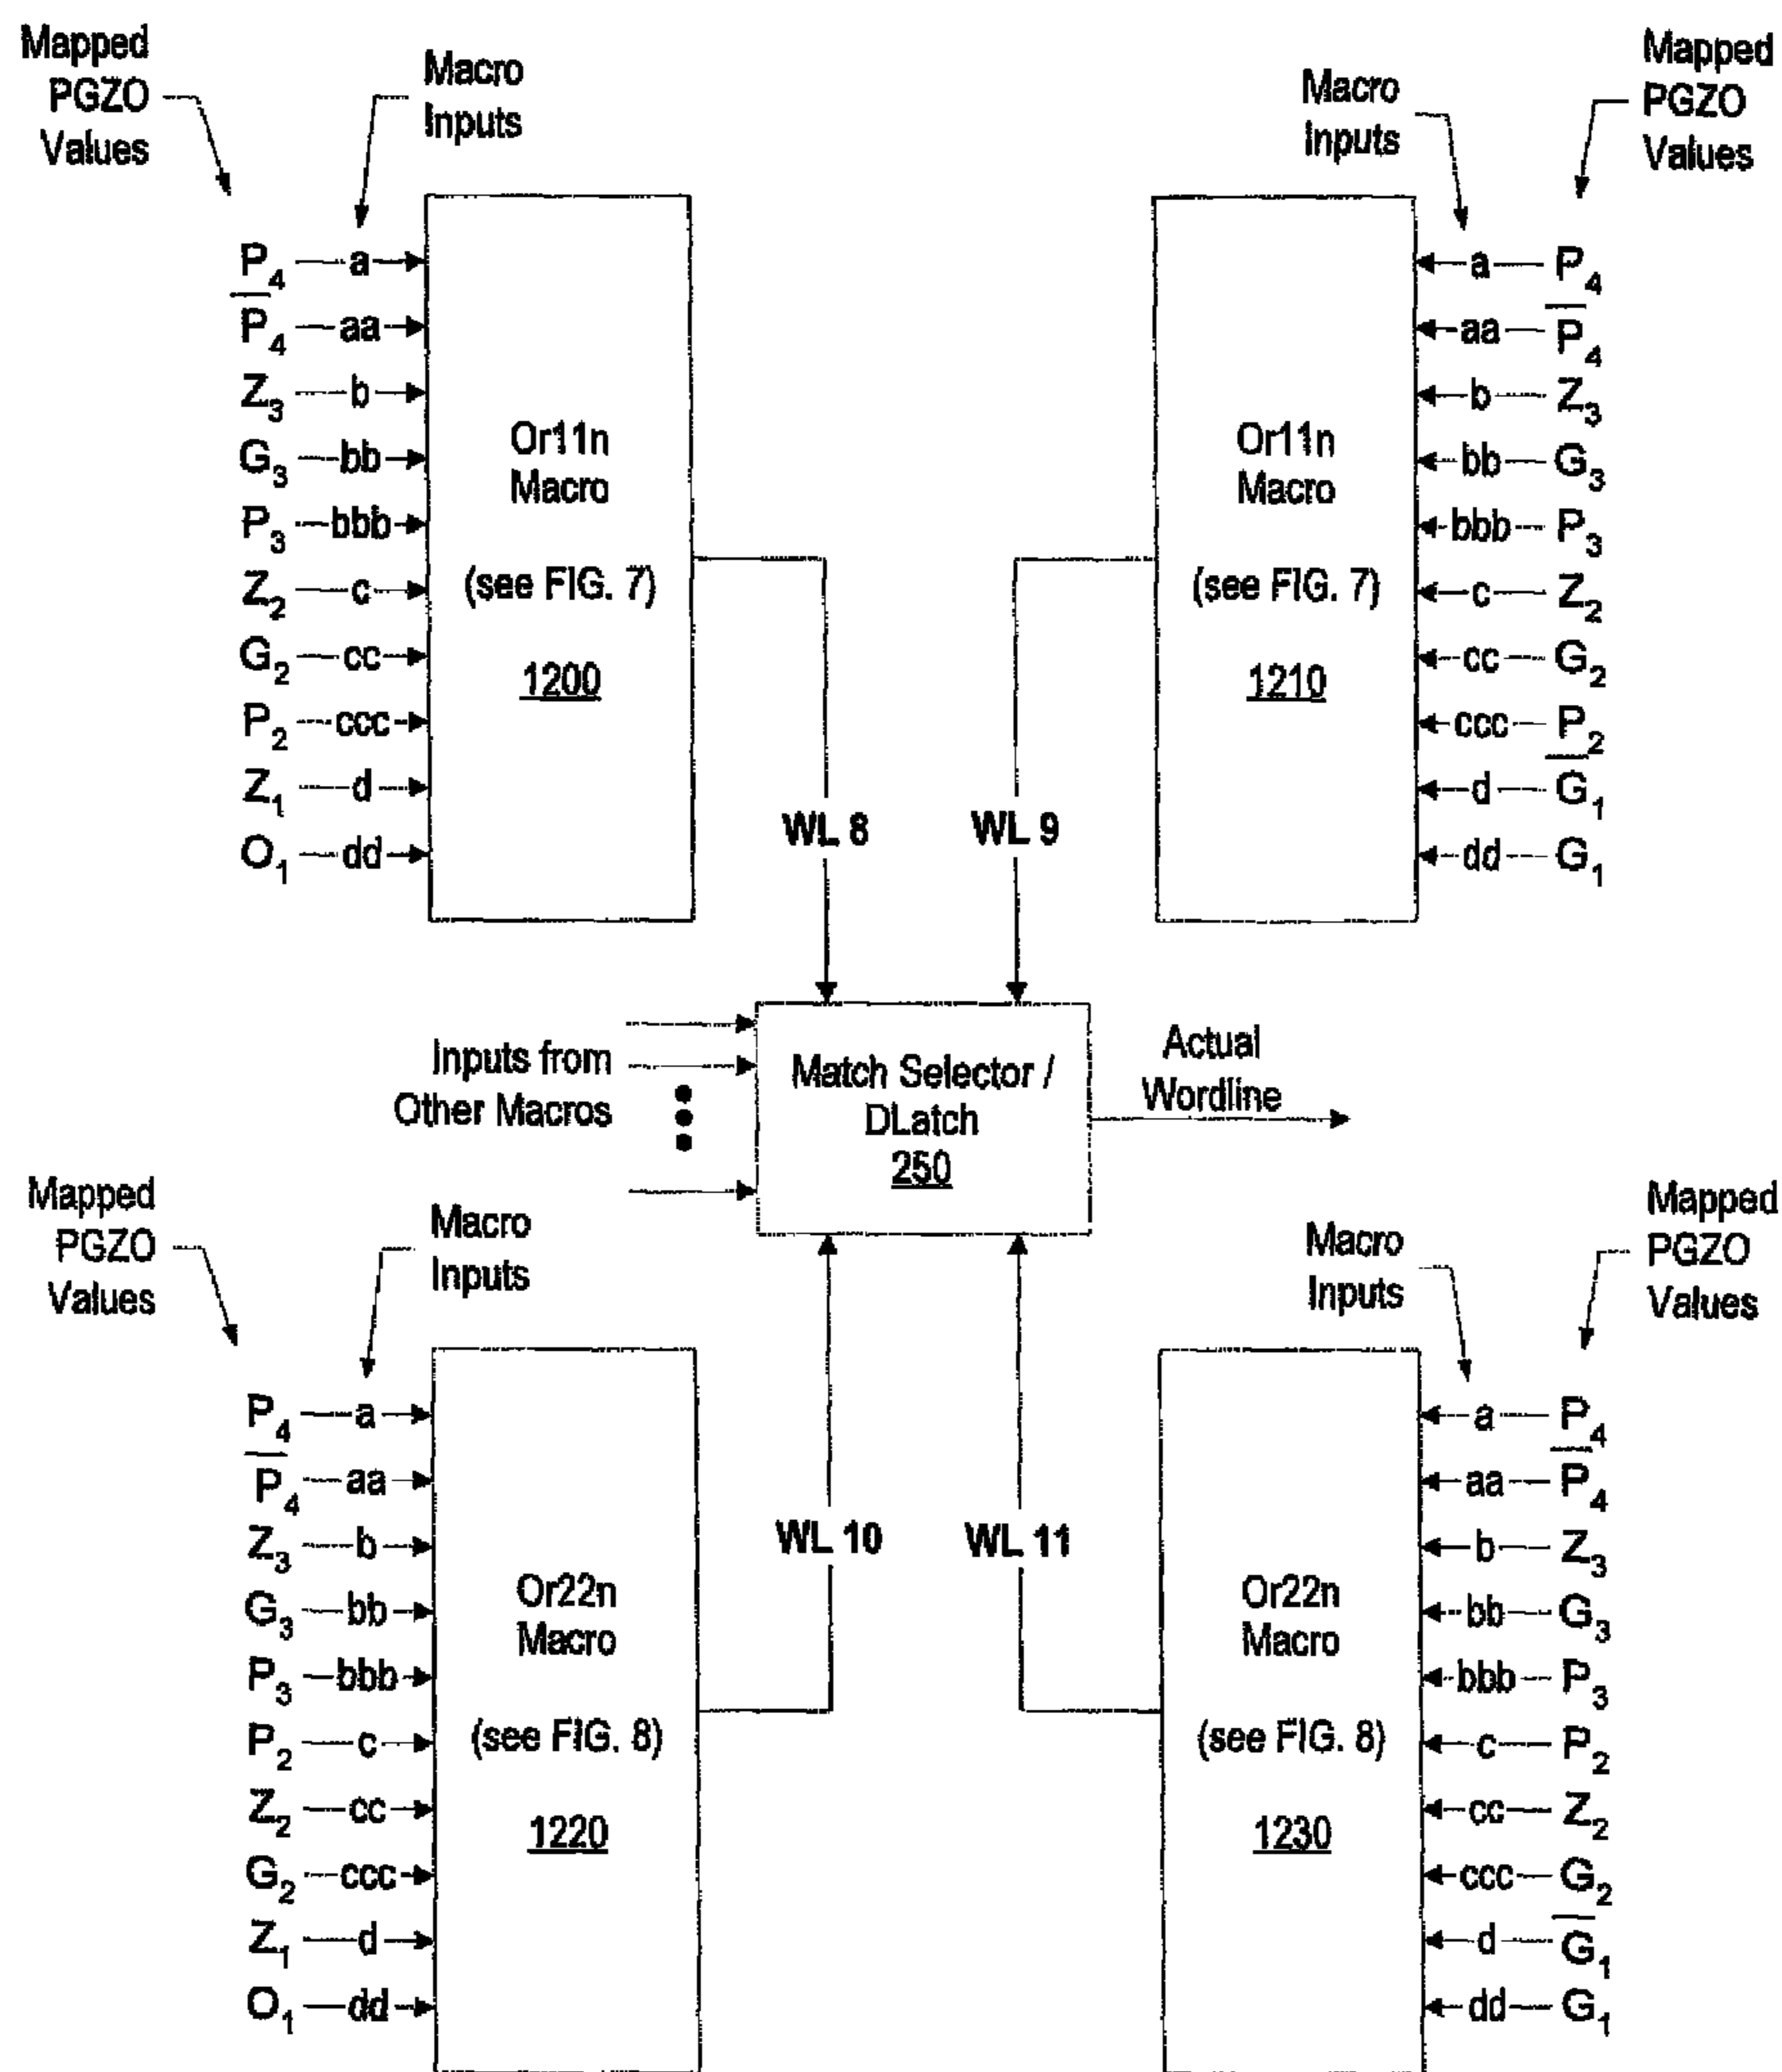 Mapped
PGZO
Values
Macro
Inputs
P₄ a
P̅₄ aa
Z₃ b
G₃ bb
P₃ bbb
Z₂ c
G₂ cc
P₂ ccc
Z₁ d
O₁ dd
Or11n
Macro
(see FIG. 7)
1200
WL 8
Macro
Inputs
Mapped
PGZO
Values
a P₄
aa P̅₄
b Z₃
bb G₃
bbb P₃
c Z₂
cc G₂
ccc P₂
d G̅₁
dd G₁
Or11n
Macro
(see FIG. 7)
1210
WL 9
Inputs from
Other Macros
Match Selector /
DLatch
250
Actual
Wordline
Mapped
PGZO
Values
Macro
Inputs
P₄ a
P̅₄ aa
Z₃ b
G₃ bb
P₃ bbb
P₂ c
Z₂ cc
G₂ ccc
Z₁ d
O₁ dd
Or22n
Macro
(see FIG. 8)
1220
WL 10
Macro
Inputs
Mapped
PGZO
Values
a P₄
aa P̅₄
b Z₃
bb G₃
bbb P₃
c P₂
cc Z₂
ccc G₂
d G̅₁
dd G₁
Or22n
Macro
(see FIG. 8)
1230
WL 11